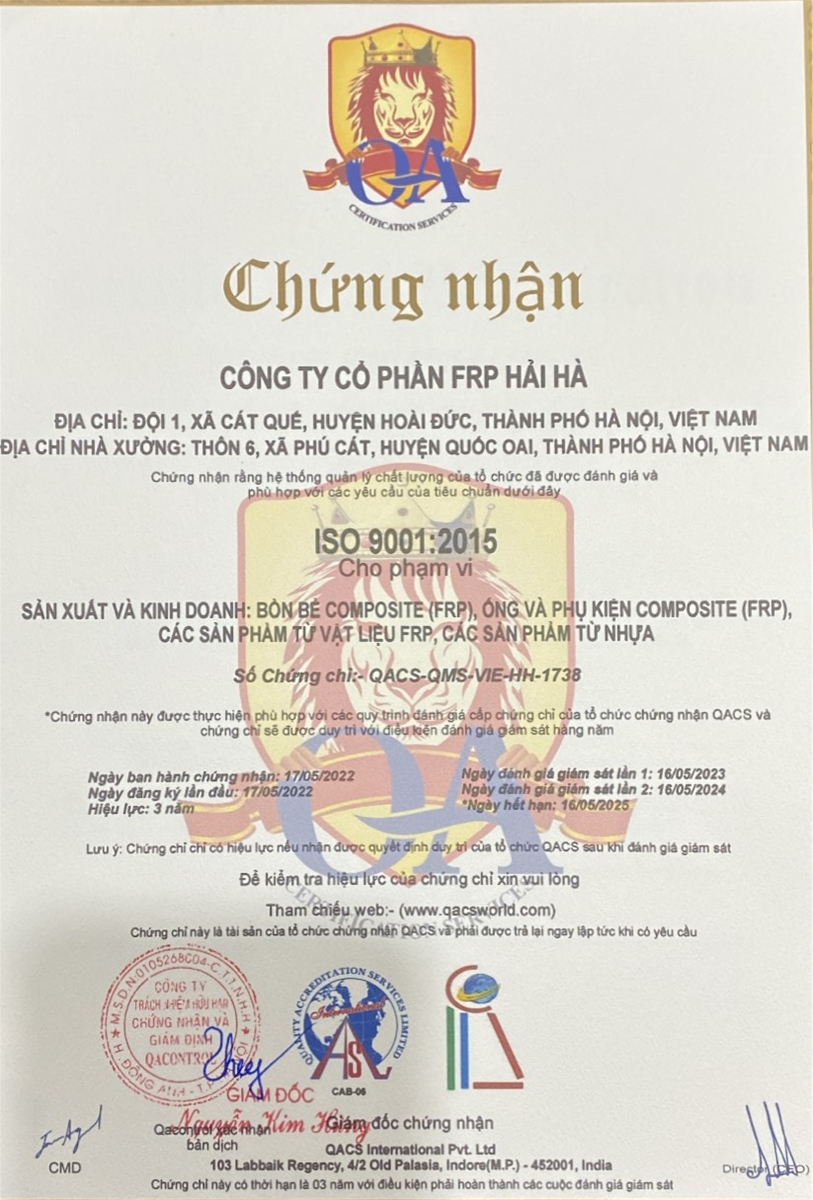 QA
CERTIFICATION SERVICES
Chứng nhận
CÔNG TY CỔ PHẦN FRP HẢI HÀ
ĐỊA CHỈ: ĐỘI 1, XÃ CÁT QUẾ, HUYỆN HOÀI ĐỨC, THÀNH PHỐ HÀ NỘI, VIỆT NAM
ĐỊA CHỈ NHÀ XƯỞNG: THÔN 6, XÃ PHÚ CÁT, HUYỆN QUỐC OAI, THÀNH PHỐ HÀ NỘI, VIỆT NAM
Chứng nhận rằng hệ thống quản lý chất lượng của tổ chức đã được đánh giá và
phù hợp với các yêu cầu của tiêu chuẩn dưới đây
ISO 9001:2015
Cho phạm vi
SẢN XUẤT VÀ KINH DOANH: BỒN BỂ COMPOSITE (FRP), ỐNG VÀ PHỤ KIỆN COMPOSITE (FRP),
CÁC SẢN PHẨM TỪ VẬT LIỆU FRP, CÁC SẢN PHẨM TỪ NHỰA
Số Chứng chỉ:- QACS-QMS-VIE-HH-1738
*Chứng nhận này được thực hiện phù hợp với các quy trình đánh giá cấp chứng chỉ của tổ chức chứng nhận QACS và
chứng chỉ sẽ được duy trì với điều kiện đánh giá giám sát hàng năm
Ngày ban hành chứng nhận: 17/05/2022
Ngày đăng ký lần đầu: 17/05/2022
Hiệu lực: 3 năm
Ngày đánh giá giám sát lần 1: 16/05/2023
Ngày đánh giá giám sát lần 2: 16/05/2024
*Ngày hết hạn: 16/05/2025
Lưu ý: Chứng chỉ chỉ có hiệu lực nếu nhận được quyết định duy trì của tổ chức QACS sau khi đánh giá giám sát
Để kiểm tra hiệu lực của chứng chỉ xin vui lòng
Tham chiếu web:- (www.qacsworld.com)
Chứng chỉ này là tài sản của tổ chức chứng nhận QACS và phải được trả lại ngay lập tức khi có yêu cầu
M.S.D.N:0105268604-C.T.T.N.H.H
CÔNG TY
TRÁCH NHIỆM HỮU HẠN
CHỨNG NHẬN VÀ
GIÁM ĐỊNH
QACONTROL
H. ĐÔNG ANH - T.P HÀ NỘI
QUALITY ACCREDITATION SERVICES LIMITED
International
CAB-06
GIÁM ĐỐC
Nguyễn Kim Hùng
Qacontrol xác nhận
bản dịch
Giám đốc chứng nhận
QACS International Pvt. Ltd
103 Labbaik Regency, 4/2 Old Palasia, Indore(M.P.) - 452001, India
CMD
Director (CEO)
Chứng chỉ này có thời hạn là 03 năm với điều kiện phải hoàn thành các cuộc đánh giá giám sát